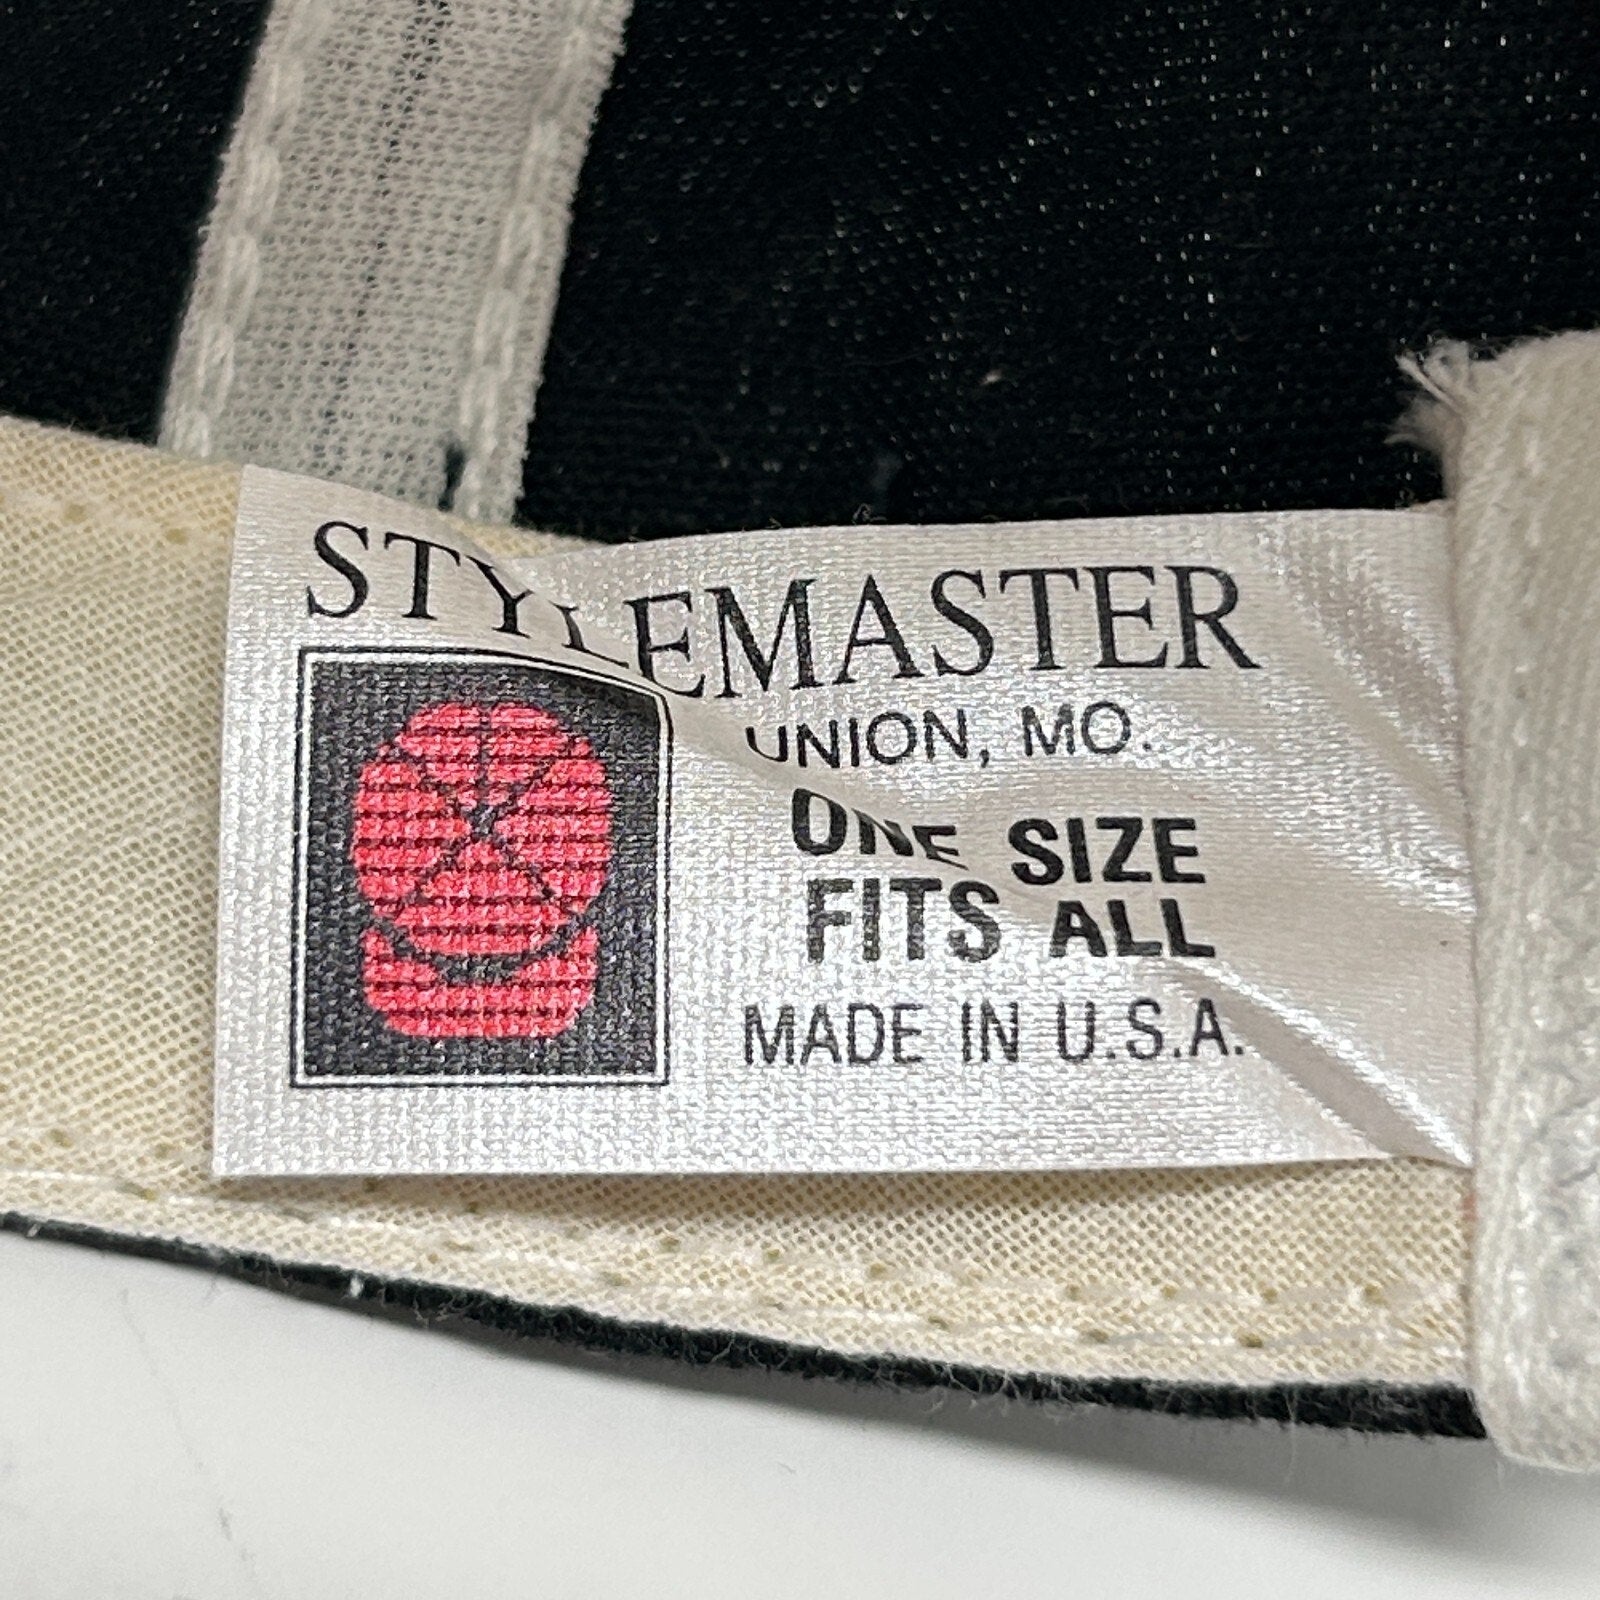 STYLEMASTER
UNION, MO.
ONE SIZE
FITS ALL
MADE IN U.S.A.